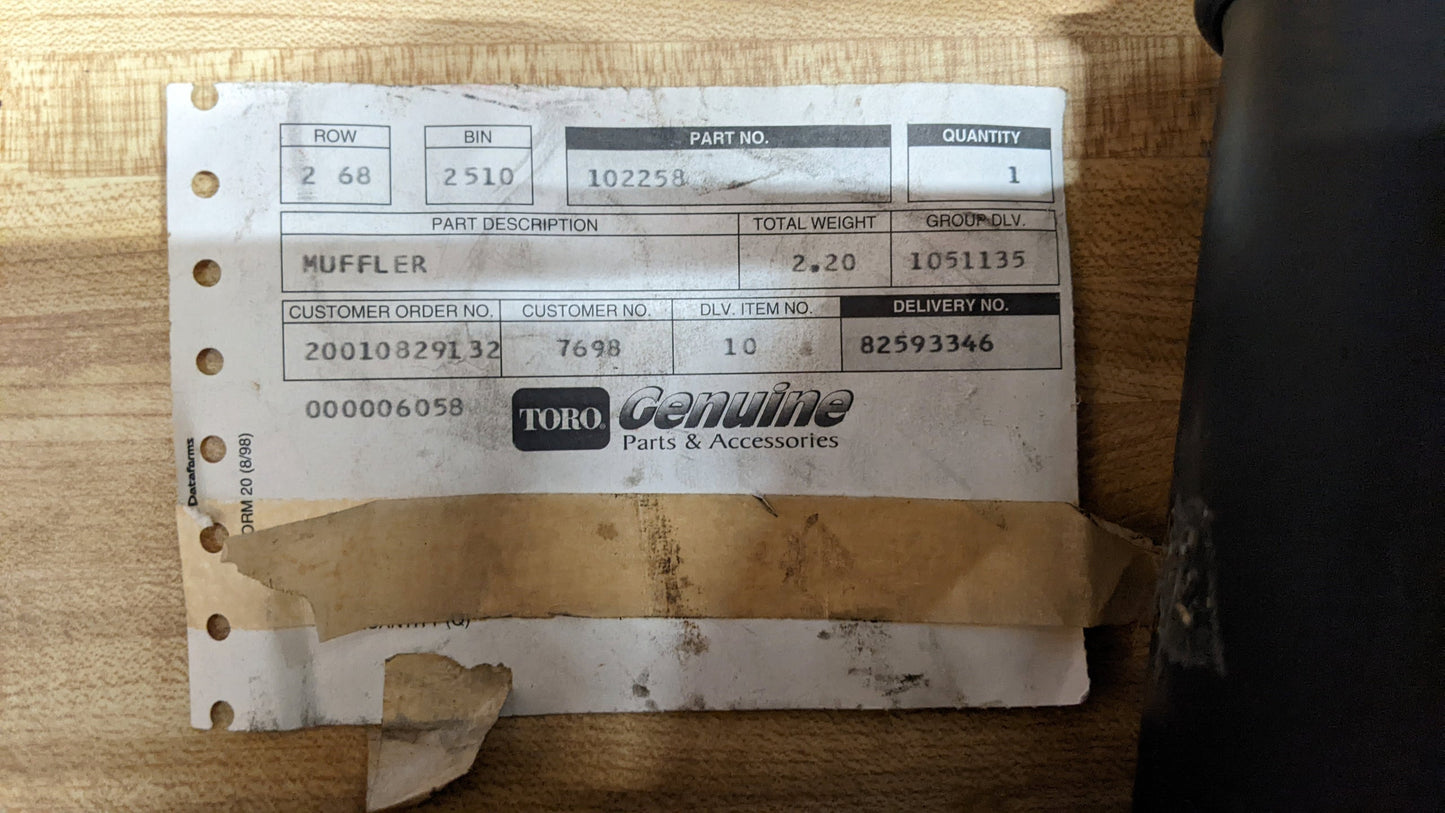 ROW BIN PART NO. QUANTITY
2 68 2510 102258 1
PART DESCRIPTION TOTAL WEIGHT GROUP DLV.
MUFFLER 2.20 1051135
CUSTOMER ORDER NO. CUSTOMER NO. DLV. ITEM NO. DELIVERY NO.
20010829132 7698 10 82593346
000006058 TORO® Genuine
Parts & Accessories
Dataforms
ORM 20 (8/98)
ANTITY (Q)